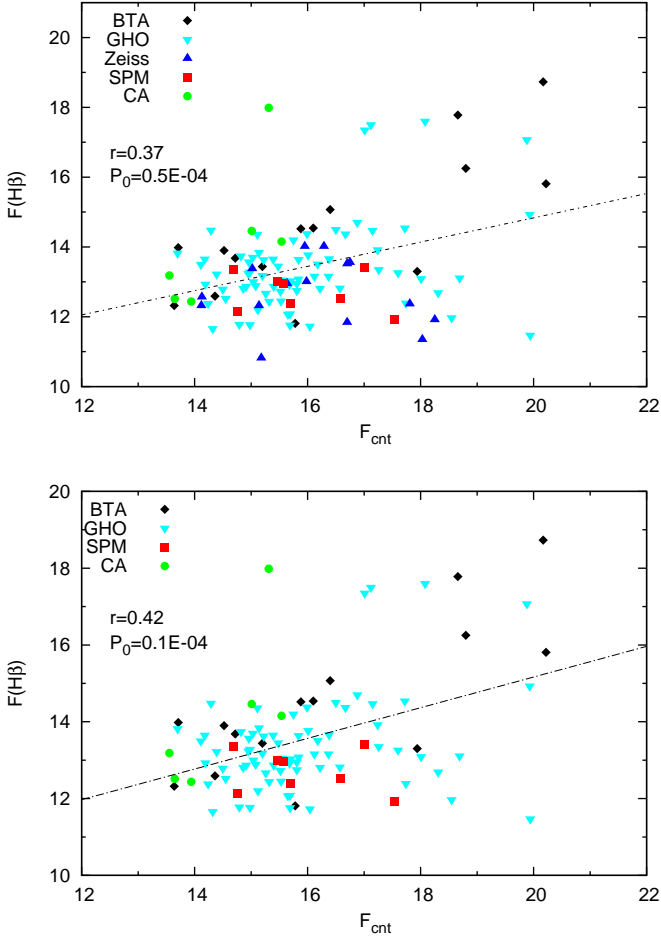 BTA
GHO
Zeiss
SPM
CA
r=0.37
P₀=0.5E-04
F(Hβ)
20
18
16
14
12
10
12 14 16 18 20 22
F_cnt
BTA
GHO
SPM
CA
r=0.42
P₀=0.1E-04
F(Hβ)
20
18
16
14
12
10
12 14 16 18 20 22
F_cnt